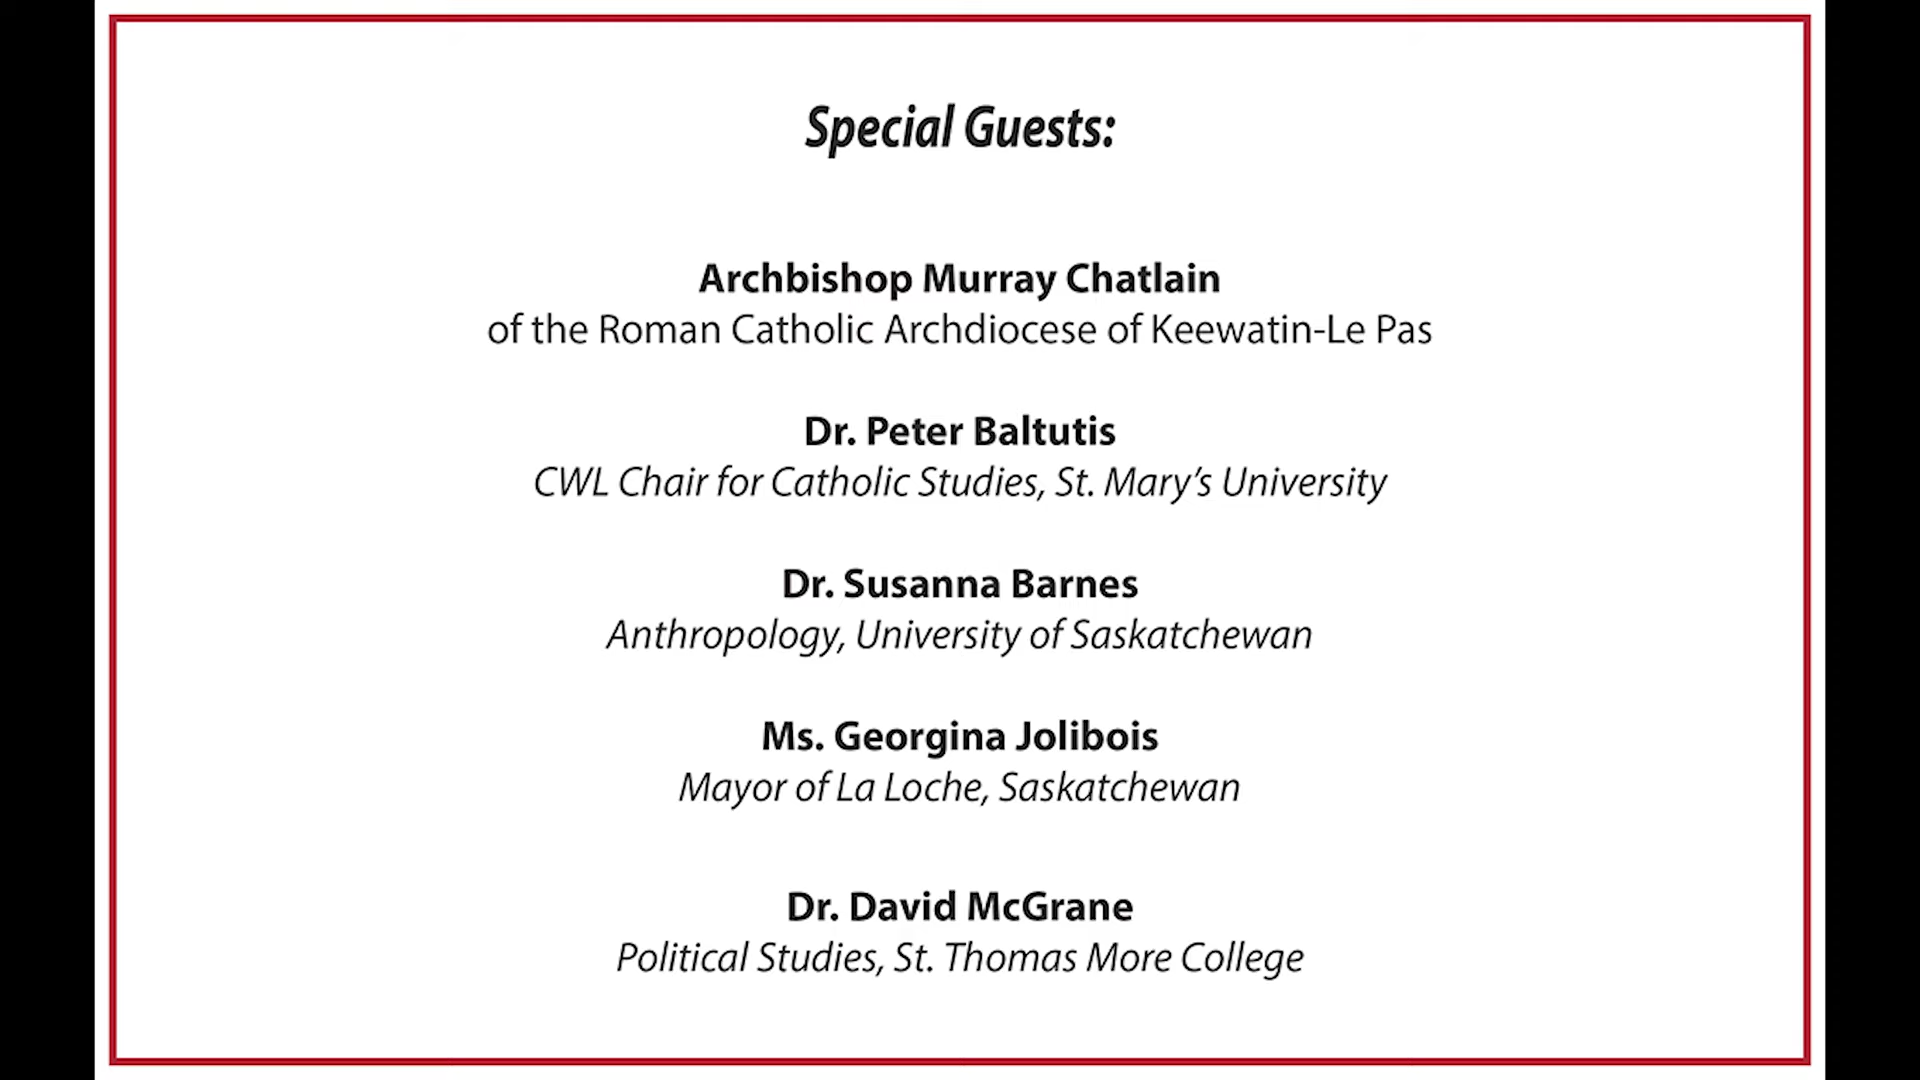 Special Guests:
Archbishop Murray Chatlain
of the Roman Catholic Archdiocese of Keewatin-Le Pas
Dr. Peter Baltutis
CWL Chair for Catholic Studies, St. Mary’s University
Dr. Susanna Barnes
Anthropology, University of Saskatchewan
Ms. Georgina Jolibois
Mayor of La Loche, Saskatchewan
Dr. David McGrane
Political Studies, St. Thomas More College